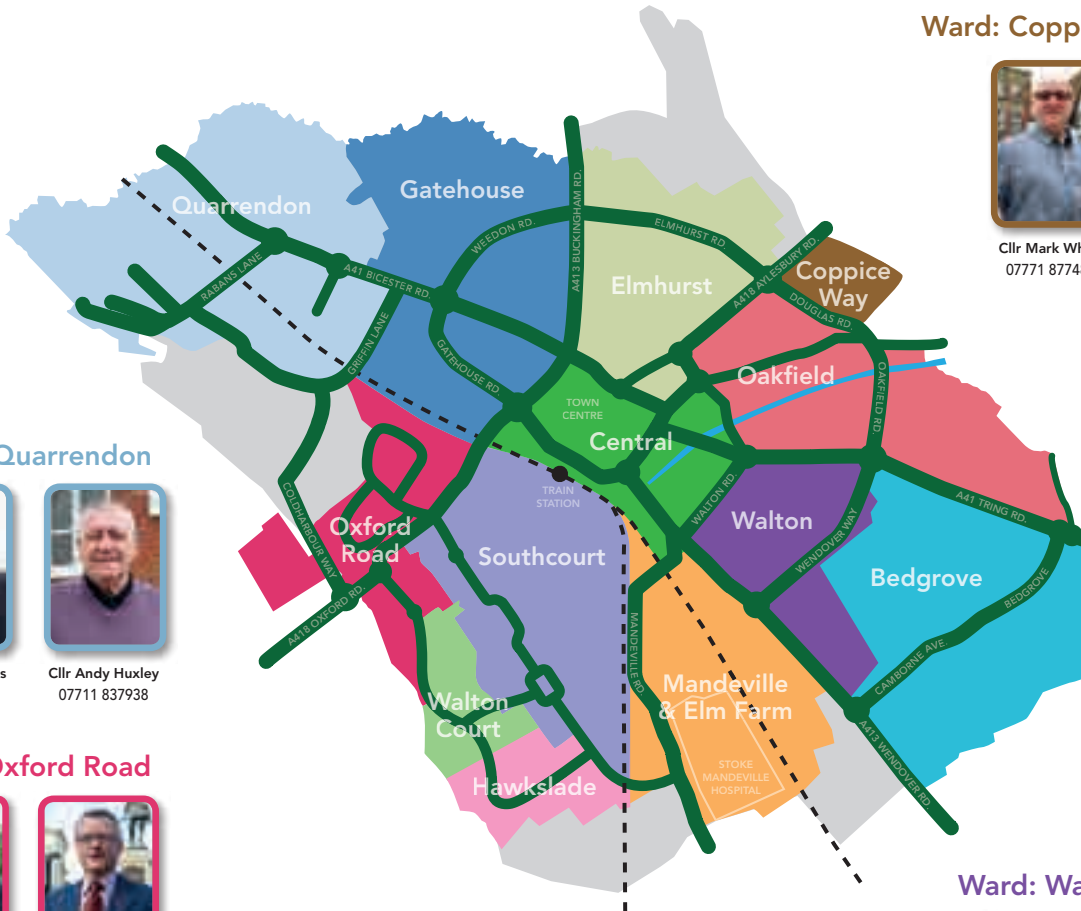 Ward: Copp
Cllr Mark Wh
Quarrendon
Gatehouse
WEEDON RD.
A413 BUCKINGHAM RD.
ELMHURST RD.
Elmhurst
A418 AYLESBURY RD.
Coppice
Way
DOUGLAS RD
RABANS LANE
A41 BICESTER RD.
GRIFFIN LANE
GATEHOUSE RD.
Oakfield
OAKFIELD RD.
TOWN
CENTRE
Central
TRAIN
STATION
WALTON RD.
Walton
WENDOVER WAY
A41 TRING RD.
Bedgrove
BEDGROVE
CAMBORNE AVE.
A413 WENDOVER RD.
COLDHARBOUR WAY
Oxford
Road
A418 OXFORD RD.
Southcourt
MANDEVILLE RD.
Mandeville
& Elm Farm
STOKE
MANDEVILLE
HOSPITAL
Walton
Court
Hawkslade
Quarrendon
s
Cllr Andy Huxley
07711 837938
xford Road
Ward: Wa